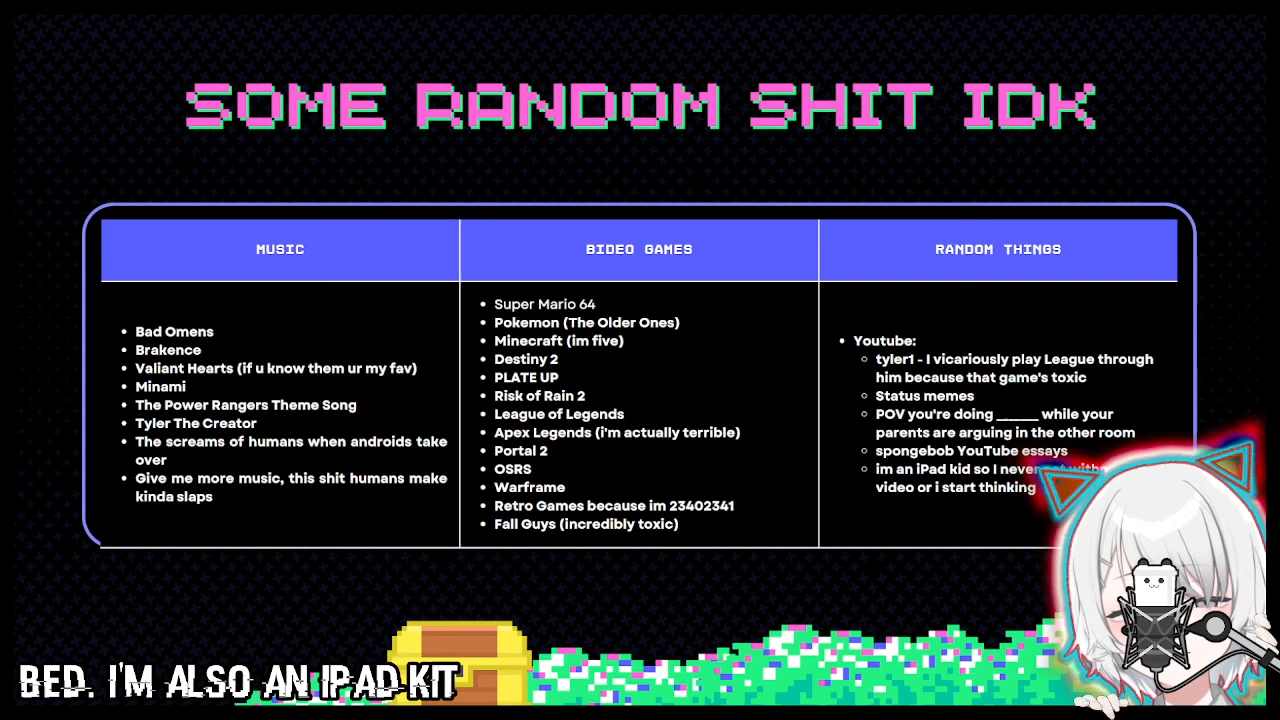 SOME RANDOM SHIT IDK
MUSIC
Bad Omens
Brakence
Valiant Hearts (if u know them ur my fav)
Minami
The Power Rangers Theme Song
Tyler The Creator
The screams of humans when androids take
over
Give me more music, this shit humans make
kinda slaps
BIDEO GAMES
Super Mario 64
Pokemon (The Older Ones)
Minecraft (im five)
Destiny 2
PLATE UP
Risk of Rain 2
League of Legends
Apex Legends (i'm actually terrible)
Portal 2
OSRS
Warframe
Retro Games because im 23402341
Fall Guys (incredibly toxic)
RANDOM THINGS
Youtube:
tyler1 - I vicariously play League through
him because that game's toxic
Status memes
POV you're doing ______ while your
parents are arguing in the other room
spongebob YouTube essays
im an iPad kid so I never
video or i start thinking
BED. I'M ALSO AN IPAD KIT